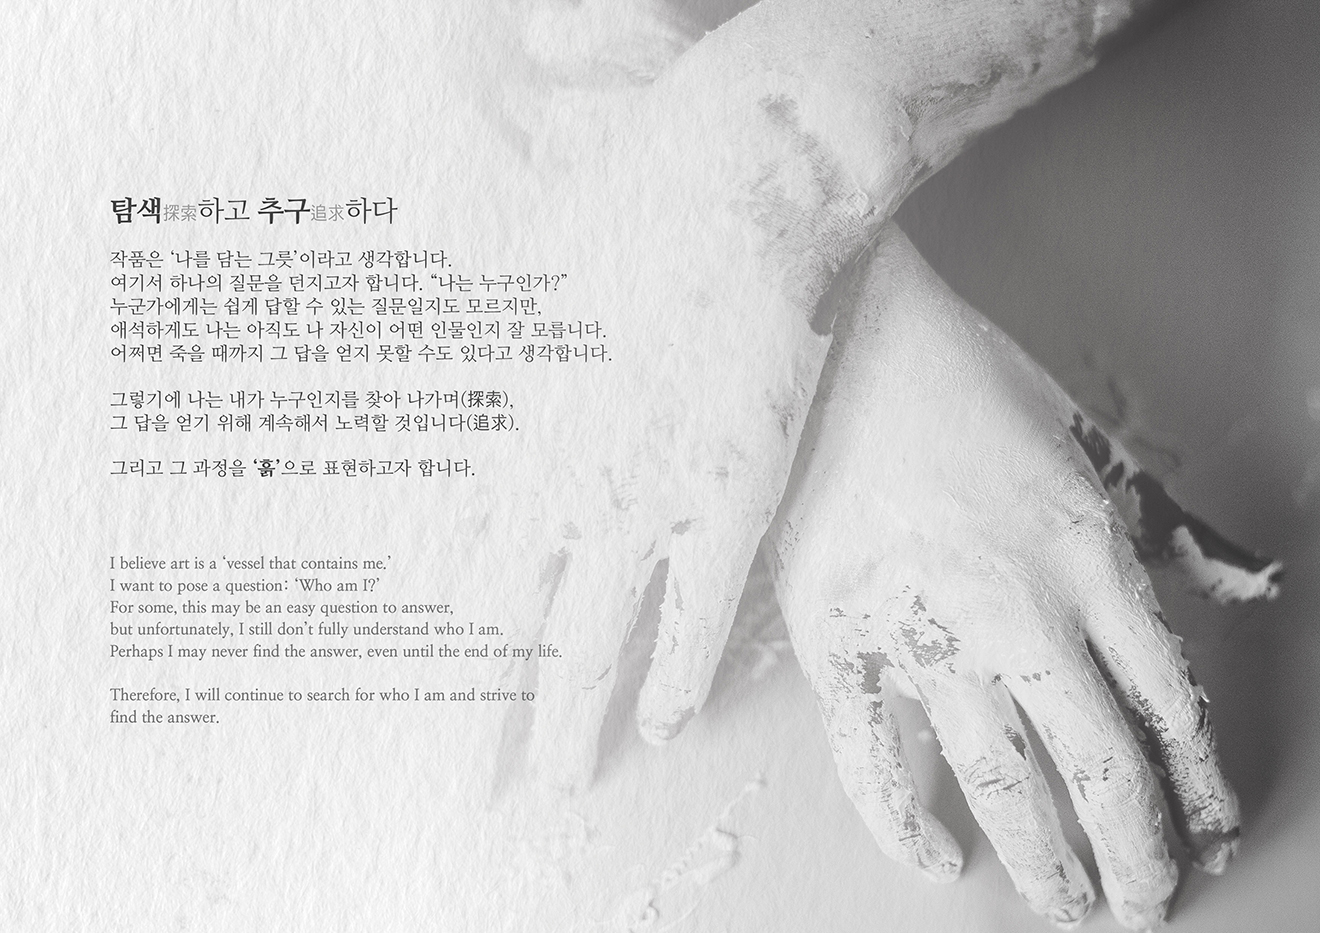 탐색探索하고 추구追求하다
작품은 ‘나를 담는 그릇’이라고 생각합니다.
여기서 하나의 질문을 던지고자 합니다. “나는 누구인가?”
누군가에게는 쉽게 답할 수 있는 질문일지도 모르지만,
애석하게도 나는 아직도 나 자신이 어떤 인물인지 잘 모릅니다.
어쩌면 죽을 때까지 그 답을 얻지 못할 수도 있다고 생각합니다.
그렇기에 나는 내가 누구인지를 찾아 나가며(探索),
그 답을 얻기 위해 계속해서 노력할 것입니다(追求).
그리고 그 과정을 ‘흙’으로 표현하고자 합니다.
I believe art is a ‘vessel that contains me.’
I want to pose a question: ‘Who am I?’
For some, this may be an easy question to answer,
but unfortunately, I still don’t fully understand who I am.
Perhaps I may never find the answer, even until the end of my life.
Therefore, I will continue to search for who I am and strive to
find the answer.